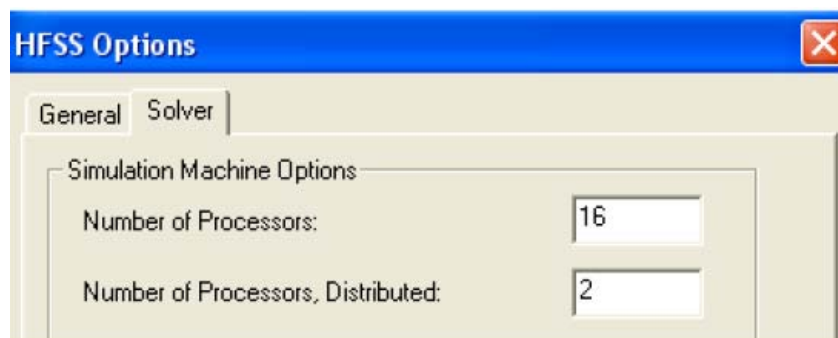 HFSS Options
General Solver
Simulation Machine Options
Number of Processors: 16
Number of Processors, Distributed: 2